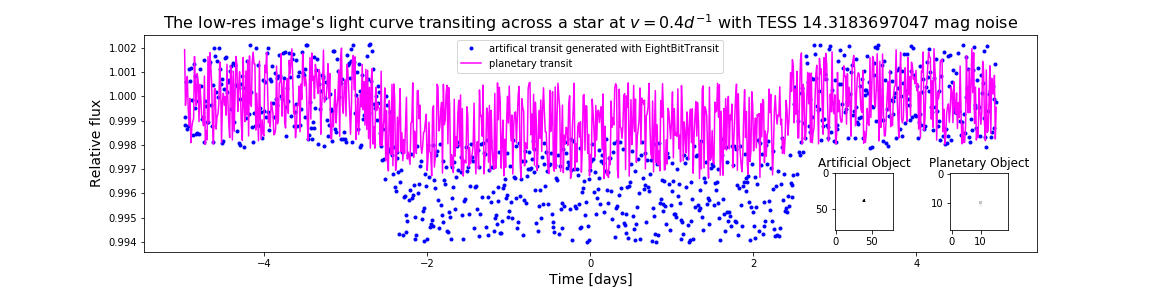 The low-res image's light curve transiting across a star at v = 0.4d⁻¹ with TESS 14.3183697047 mag noise
artifical transit generated with EightBitTransit
planetary transit
Relative flux
1.002
1.001
1.000
0.999
0.998
0.997
0.996
0.995
0.994
Artificial Object
0
50
0 50
Planetary Object
0
10
0 10
−4 −2 0 2 4
Time [days]